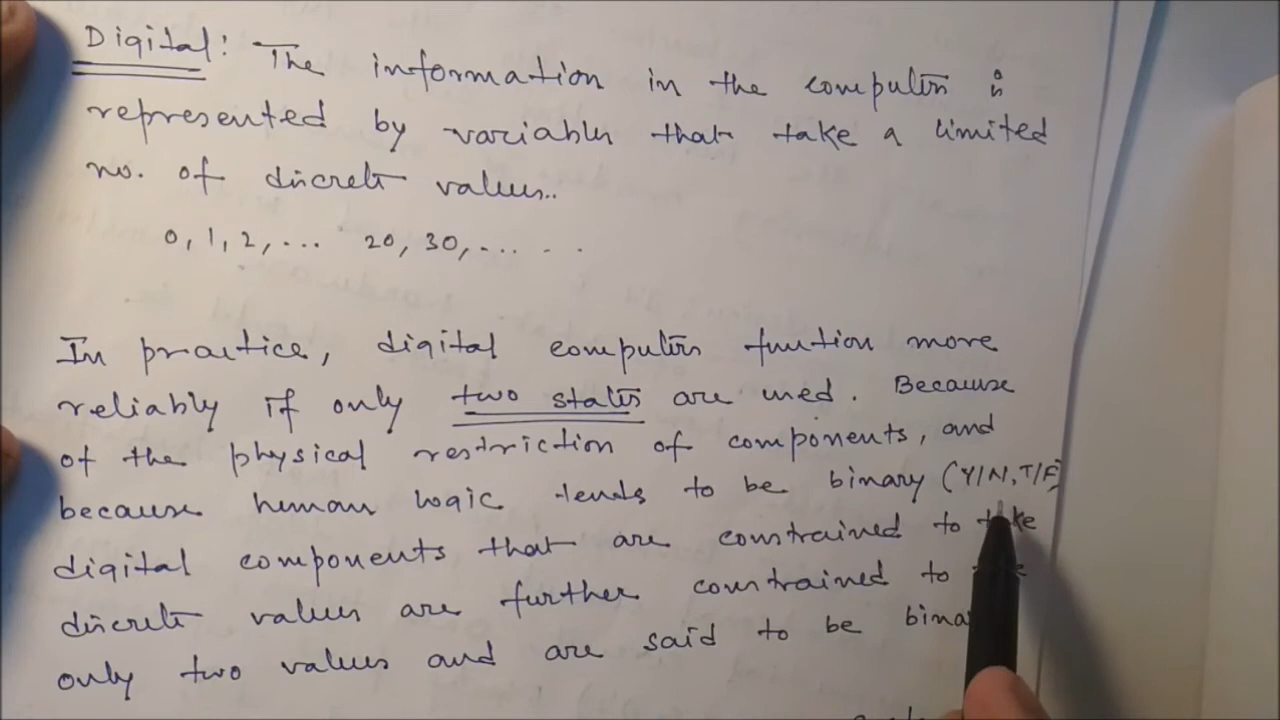 Digital: The information in the computer is
represented by variables that take a limited
no. of discrete values..
0, 1, 2, ... 20, 30, ... . .
In practice, digital computers function more
reliably if only two states are used. Because
of the physical restriction of components, and
because human logic tends to be binary (Y/N, T/F)
digital components that are constrained to take
discrete values are further constrained to
only two values and are said to be